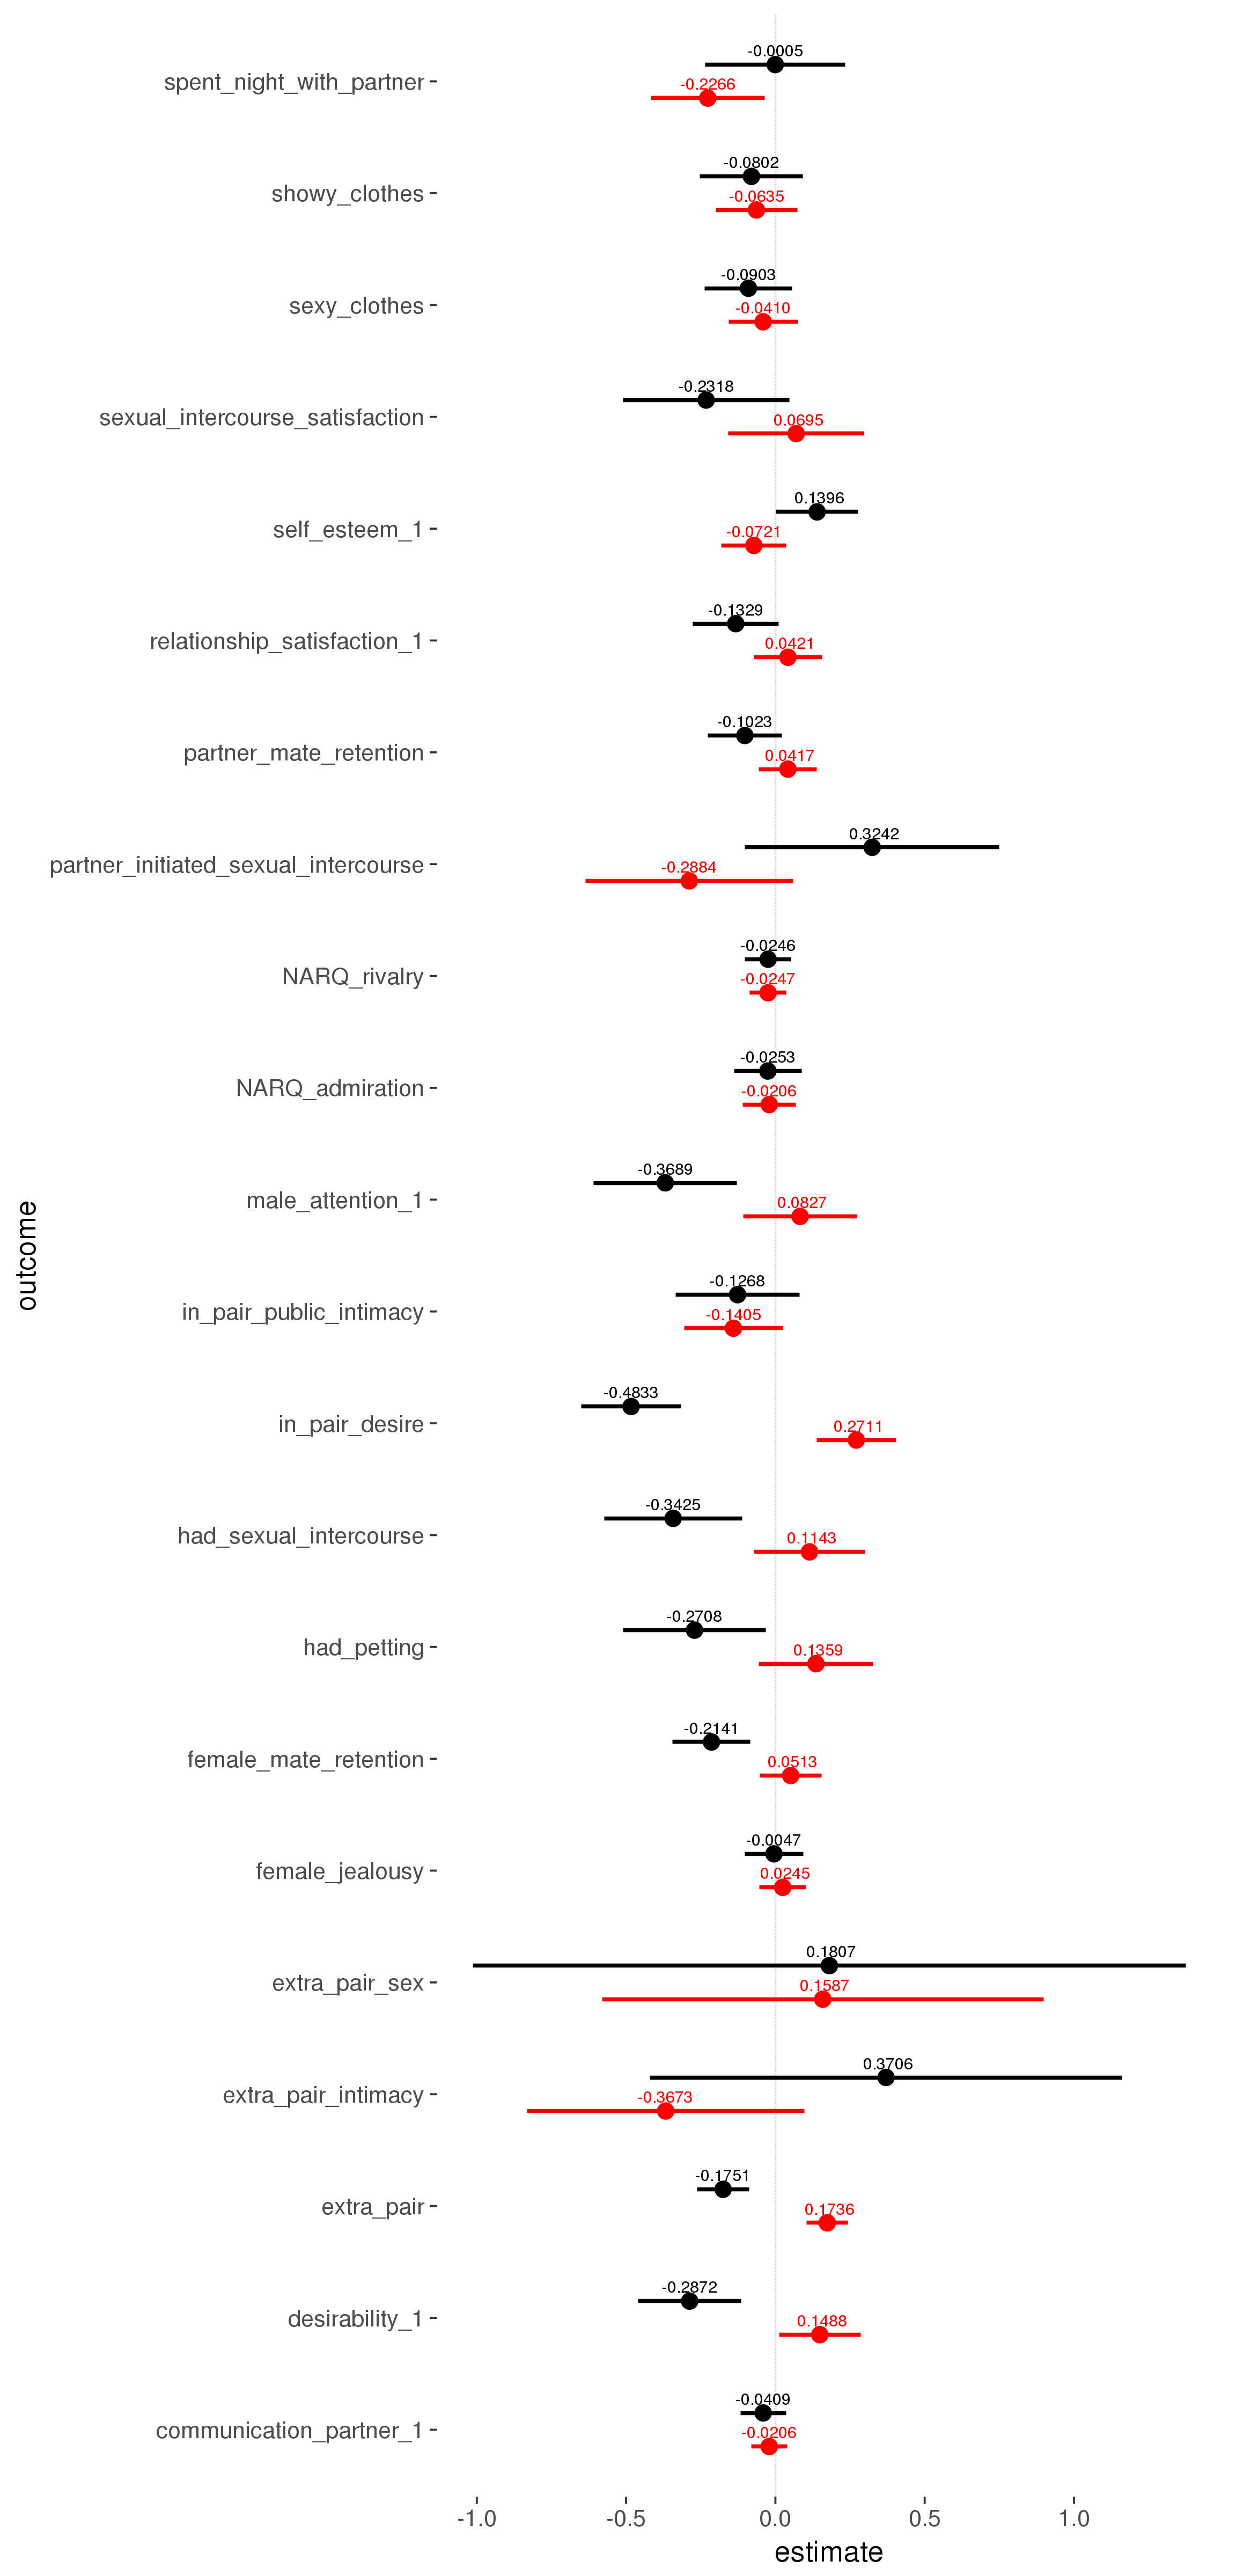 -0.0005
spent_night_with_partner
-0.2266
-0.0802
showy_clothes
-0.0635
-0.0903
sexy_clothes
-0.0410
-0.2318
sexual_intercourse_satisfaction
0.0695
0.1396
self_esteem_1
-0.0721
-0.1329
relationship_satisfaction_1
0.0421
-0.1023
partner_mate_retention
0.0417
0.3242
partner_initiated_sexual_intercourse
-0.2884
-0.0246
NARQ_rivalry
-0.0247
-0.0253
NARQ_admiration
-0.0206
-0.3689
male_attention_1
0.0827
outcome
-0.1268
in_pair_public_intimacy
-0.1405
-0.4833
in_pair_desire
0.2711
-0.3425
had_sexual_intercourse
0.1143
-0.2708
had_petting
0.1359
-0.2141
female_mate_retention
0.0513
-0.0047
female_jealousy
0.0245
0.1807
extra_pair_sex
0.1587
0.3706
extra_pair_intimacy
-0.3673
-0.1751
extra_pair
0.1736
-0.2872
desirability_1
0.1488
-0.0409
communication_partner_1
-0.0206
-1.0 -0.5 0.0 0.5 1.0
estimate